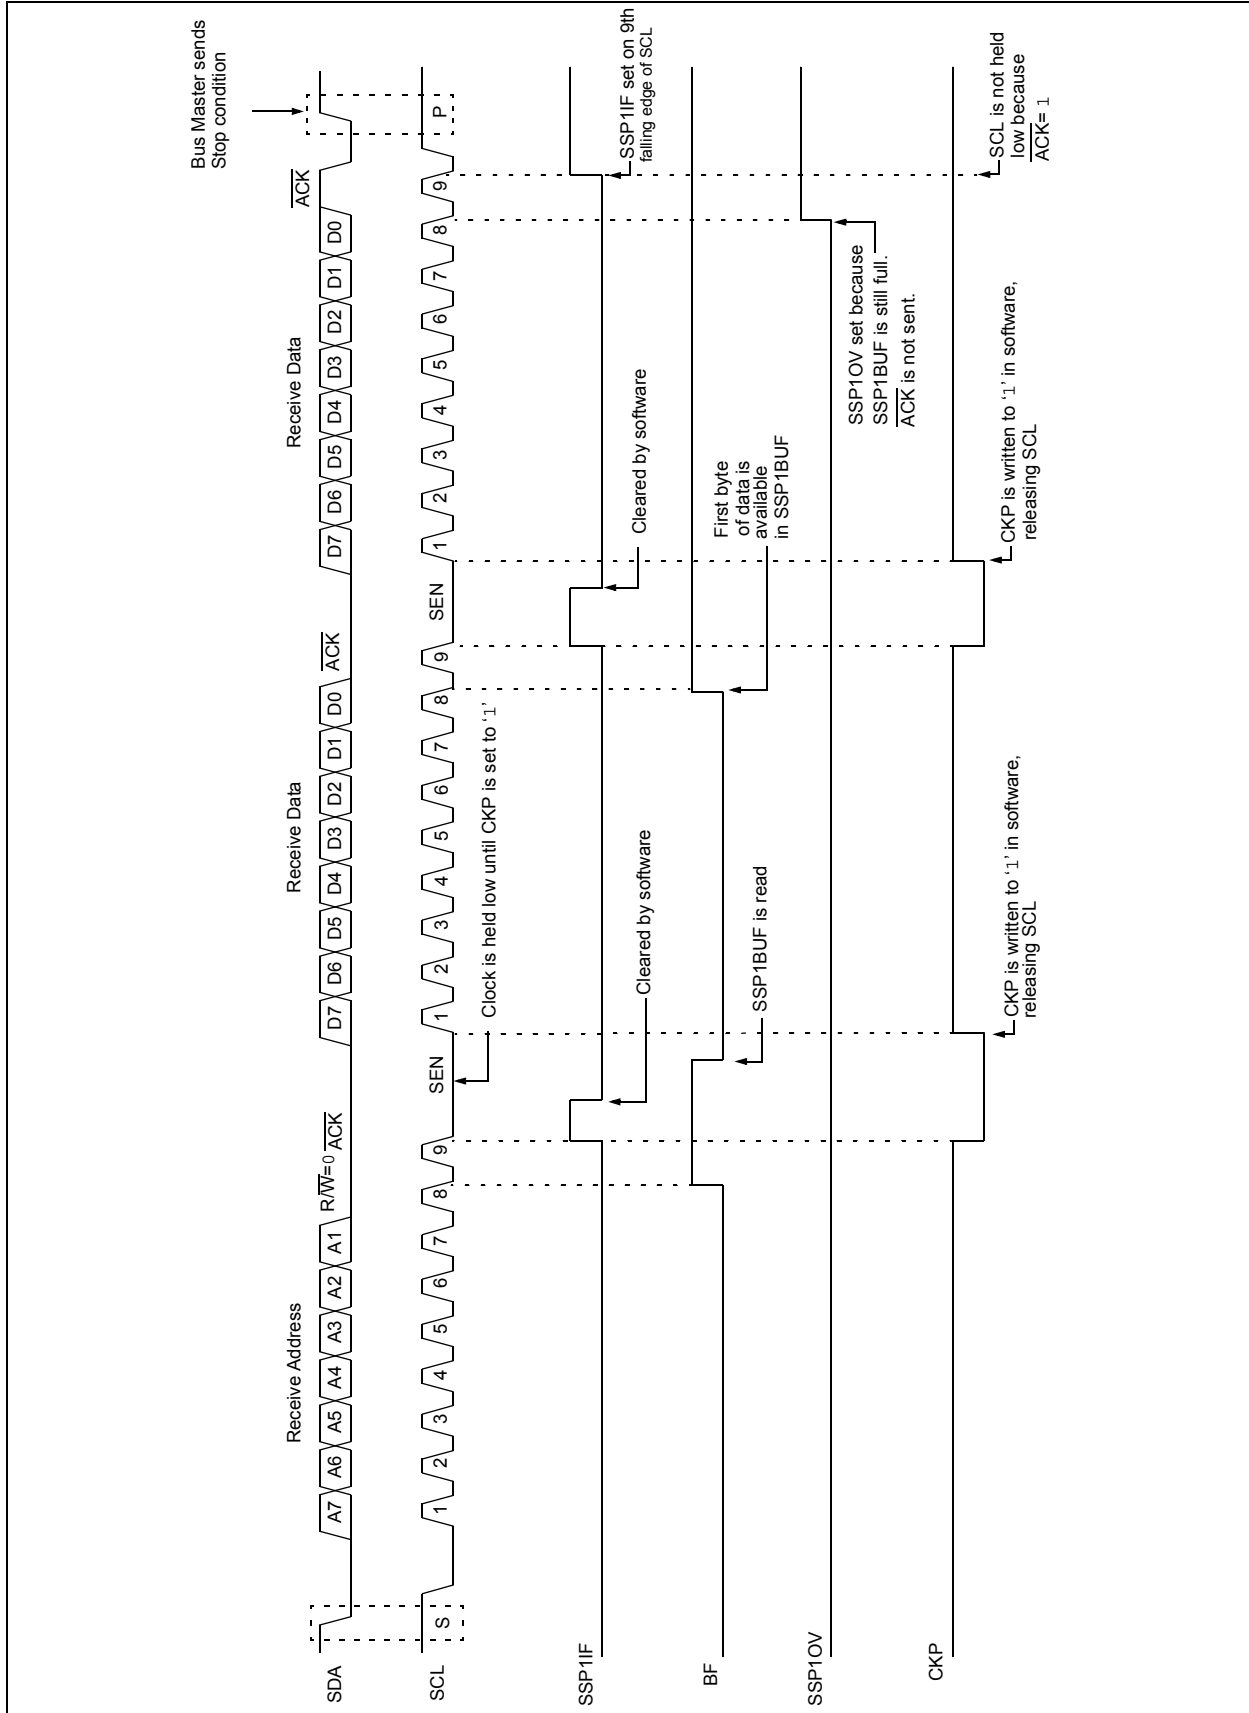 Bus Master sends
Stop condition
Receive Address
Receive Data
Receive Data
SDA
A7
A6
A5
A4
A3
A2
A1
R/W̅=0
A̅C̅K̅
D7
D6
D5
D4
D3
D2
D1
D0
A̅C̅K̅
D7
D6
D5
D4
D3
D2
D1
D0
A̅C̅K̅
SCL
S
1
2
3
4
5
6
7
8
9
SEN
1
2
3
4
5
6
7
8
9
SEN
1
2
3
4
5
6
7
8
9
P
Clock is held low until CKP is set to ‘1’
SSP1IF
Cleared by software
Cleared by software
SSP1IF set on 9th
falling edge of SCL
BF
SSP1BUF is read
First byte
of data is
available
in SSP1BUF
SSP1OV
SSP1OV set because
SSP1BUF is still full.
A̅C̅K̅ is not sent.
CKP
CKP is written to ‘1’ in software,
releasing SCL
CKP is written to ‘1’ in software,
releasing SCL
SCL is not held
low because
A̅C̅K̅= 1